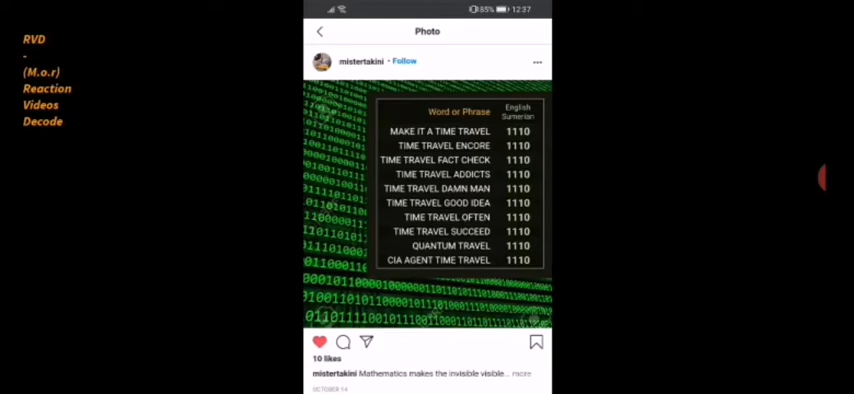 RVD
-
(M.o.r)
Reaction
Videos
Decode
85% 12:37
Photo
mistertakini • Follow
Word or Phrase English Sumerian
MAKE IT A TIME TRAVEL 1110
TIME TRAVEL ENCORE 1110
TIME TRAVEL FACT CHECK 1110
TIME TRAVEL ADDICTS 1110
TIME TRAVEL DAMN MAN 1110
TIME TRAVEL GOOD IDEA 1110
TIME TRAVEL OFTEN 1110
TIME TRAVEL SUCCEED 1110
QUANTUM TRAVEL 1110
CIA AGENT TIME TRAVEL 1110
10 likes
mistertakini Mathematics makes the invisible visible... more
OCTOBER 14